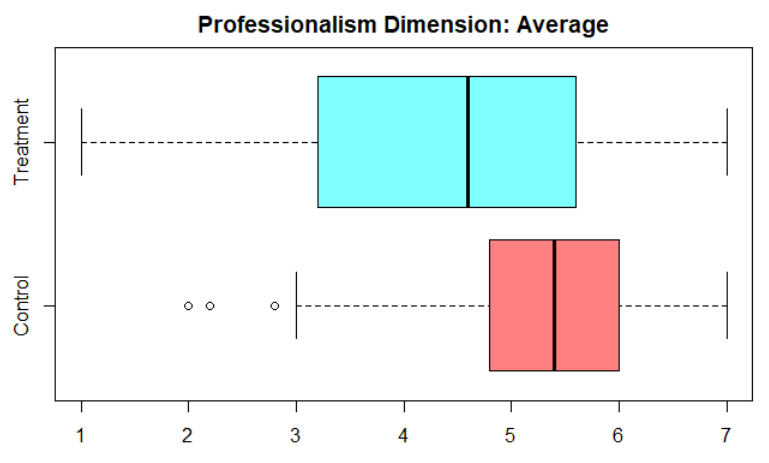 Professionalism Dimension: Average
Treatment
Control
1 2 3 4 5 6 7